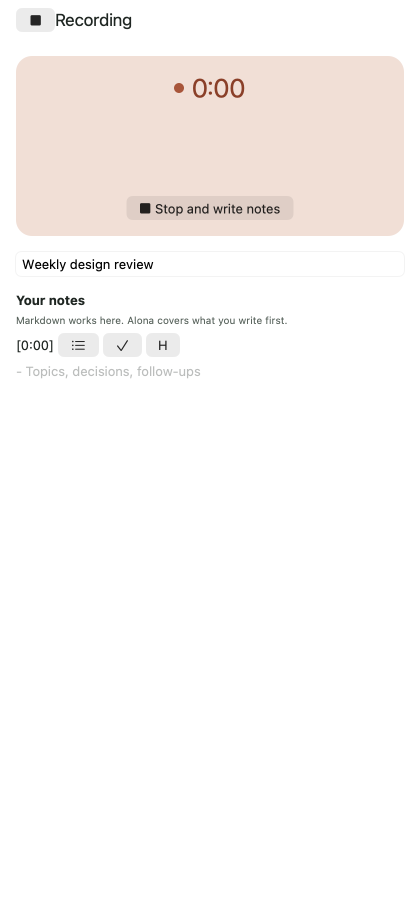 Recording
0:00
Stop and write notes
Weekly design review
Your notes
Markdown works here. Alona covers what you write first.
[0:00] H
- Topics, decisions, follow-ups